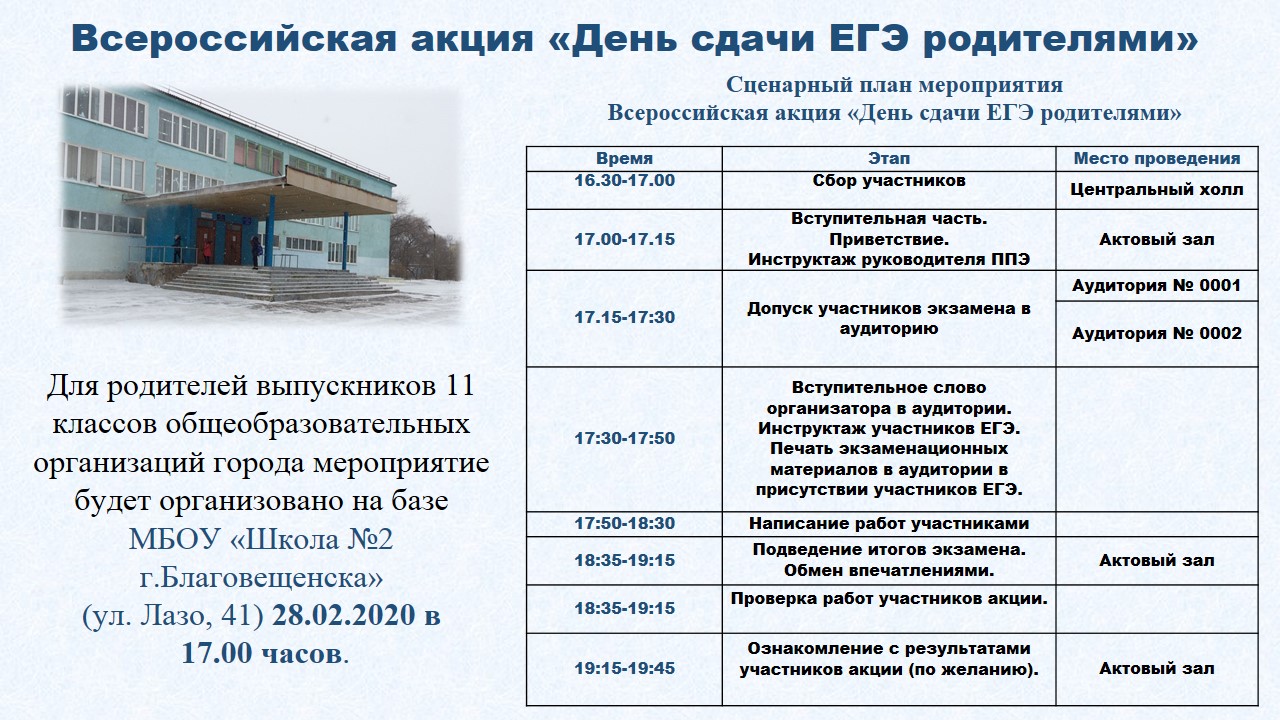 Всероссийская акция «День сдачи ЕГЭ родителями»
Сценарный план мероприятия
Всероссийская акция «День сдачи ЕГЭ родителями»
Время Этап Место проведения
16.30-17.00 Сбор участников Центральный холл
17.00-17.15 Вступительная часть.
Приветствие.
Инструктаж руководителя ППЭ
Актовый зал
17.15-17:30 Допуск участников экзамена в
аудиторию
Аудитория № 0001
Аудитория № 0002
17:30-17:50 Вступительное слово
организатора в аудитории.
Инструктаж участников ЕГЭ.
Печать экзаменационных
материалов в аудитории в
присутствии участников ЕГЭ.
17:50-18:30 Написание работ участниками
18:35-19:15 Подведение итогов экзамена.
Обмен впечатлениями.
Актовый зал
18:35-19:15 Проверка работ участников акции.
19:15-19:45 Ознакомление с результатами
участников акции (по желанию).
Актовый зал
Для родителей выпускников 11
классов общеобразовательных
организаций города мероприятие
будет организовано на базе
МБОУ «Школа №2
г.Благовещенска»
(ул. Лазо, 41) 28.02.2020 в
17.00 часов.